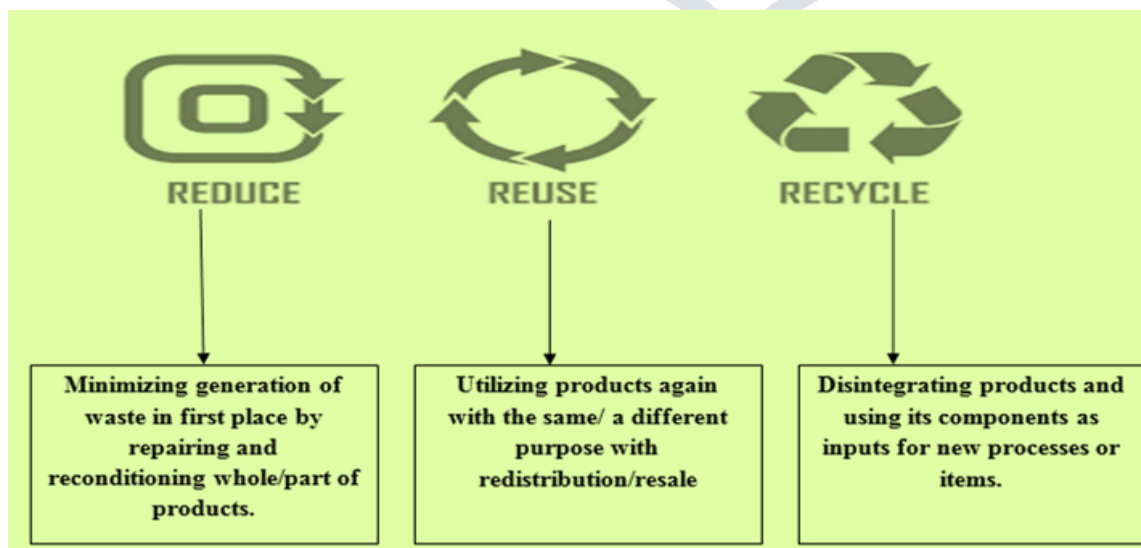 REDUCE
REUSE
RECYCLE
Minimizing generation of
waste in first place by
repairing and
reconditioning whole/part of
products.
Utilizing products again
with the same/ a different
purpose with
redistribution/resale
Disintegrating products and
using its components as
inputs for new processes or
items.